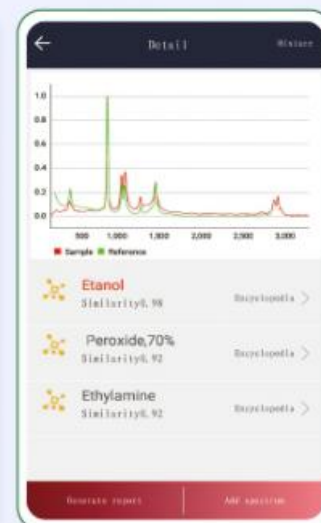 Detail Mixture
1.0
0.8
0.6
0.4
0.2
0.0
500 1,000 1,500 2,000 2,500 3,000
Sample Reference
Etanol
Similarity0.98 Encyclopedia
Peroxide,70%
Similarity0.92 Encyclopedia
Ethylamine
Similarity0.92 Encyclopedia
Generate report Add spectrum